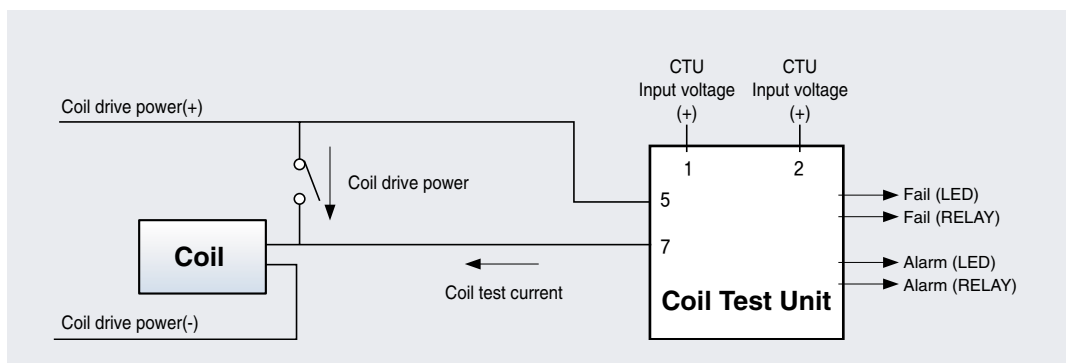 CTU
Input voltage
(+)
CTU
Input voltage
(+)
Coil drive power(+)
1
2
Coil drive power
5
Fail (LED)
Fail (RELAY)
7
Coil
Coil test current
Alarm (LED)
Alarm (RELAY)
Coil Test Unit
Coil drive power(-)